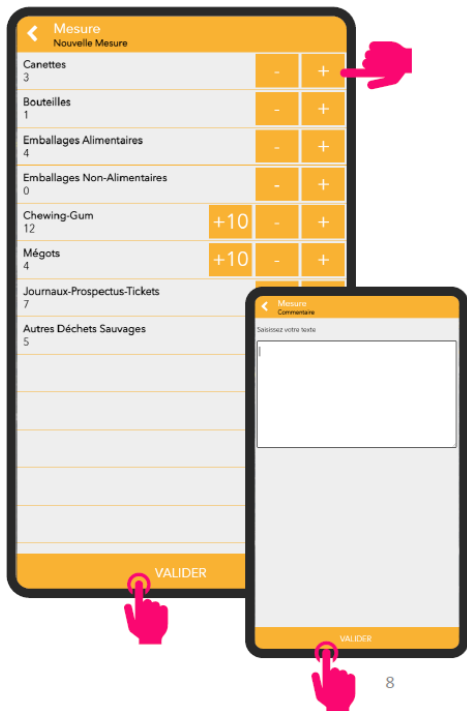 Mesure
Nouvelle Mesure
Canettes
3
- +
Bouteilles
1
- +
Emballages Alimentaires
4
- +
Emballages Non-Alimentaires
0
- +
Chewing-Gum
12
+10 - +
Mégots
4
+10 - +
Journaux-Prospectus-Tickets
7
Autres Déchets Sauvages
5
VALIDER
Mesure
Commentaire
Saisissez votre texte
VALIDER
8